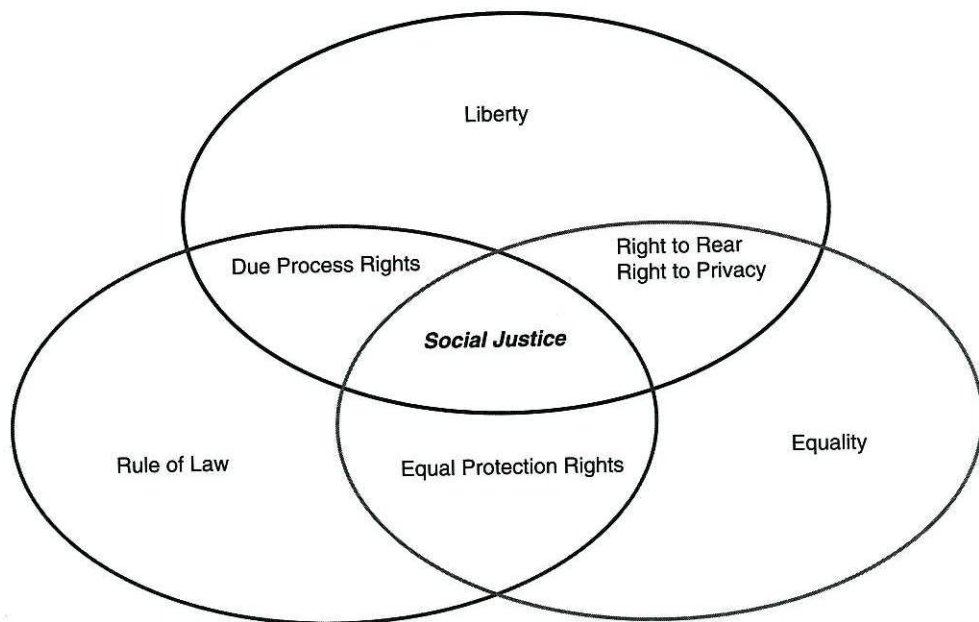 Liberty
Due Process Rights
Right to Rear
Right to Privacy
Social Justice
Rule of Law
Equal Protection Rights
Equality